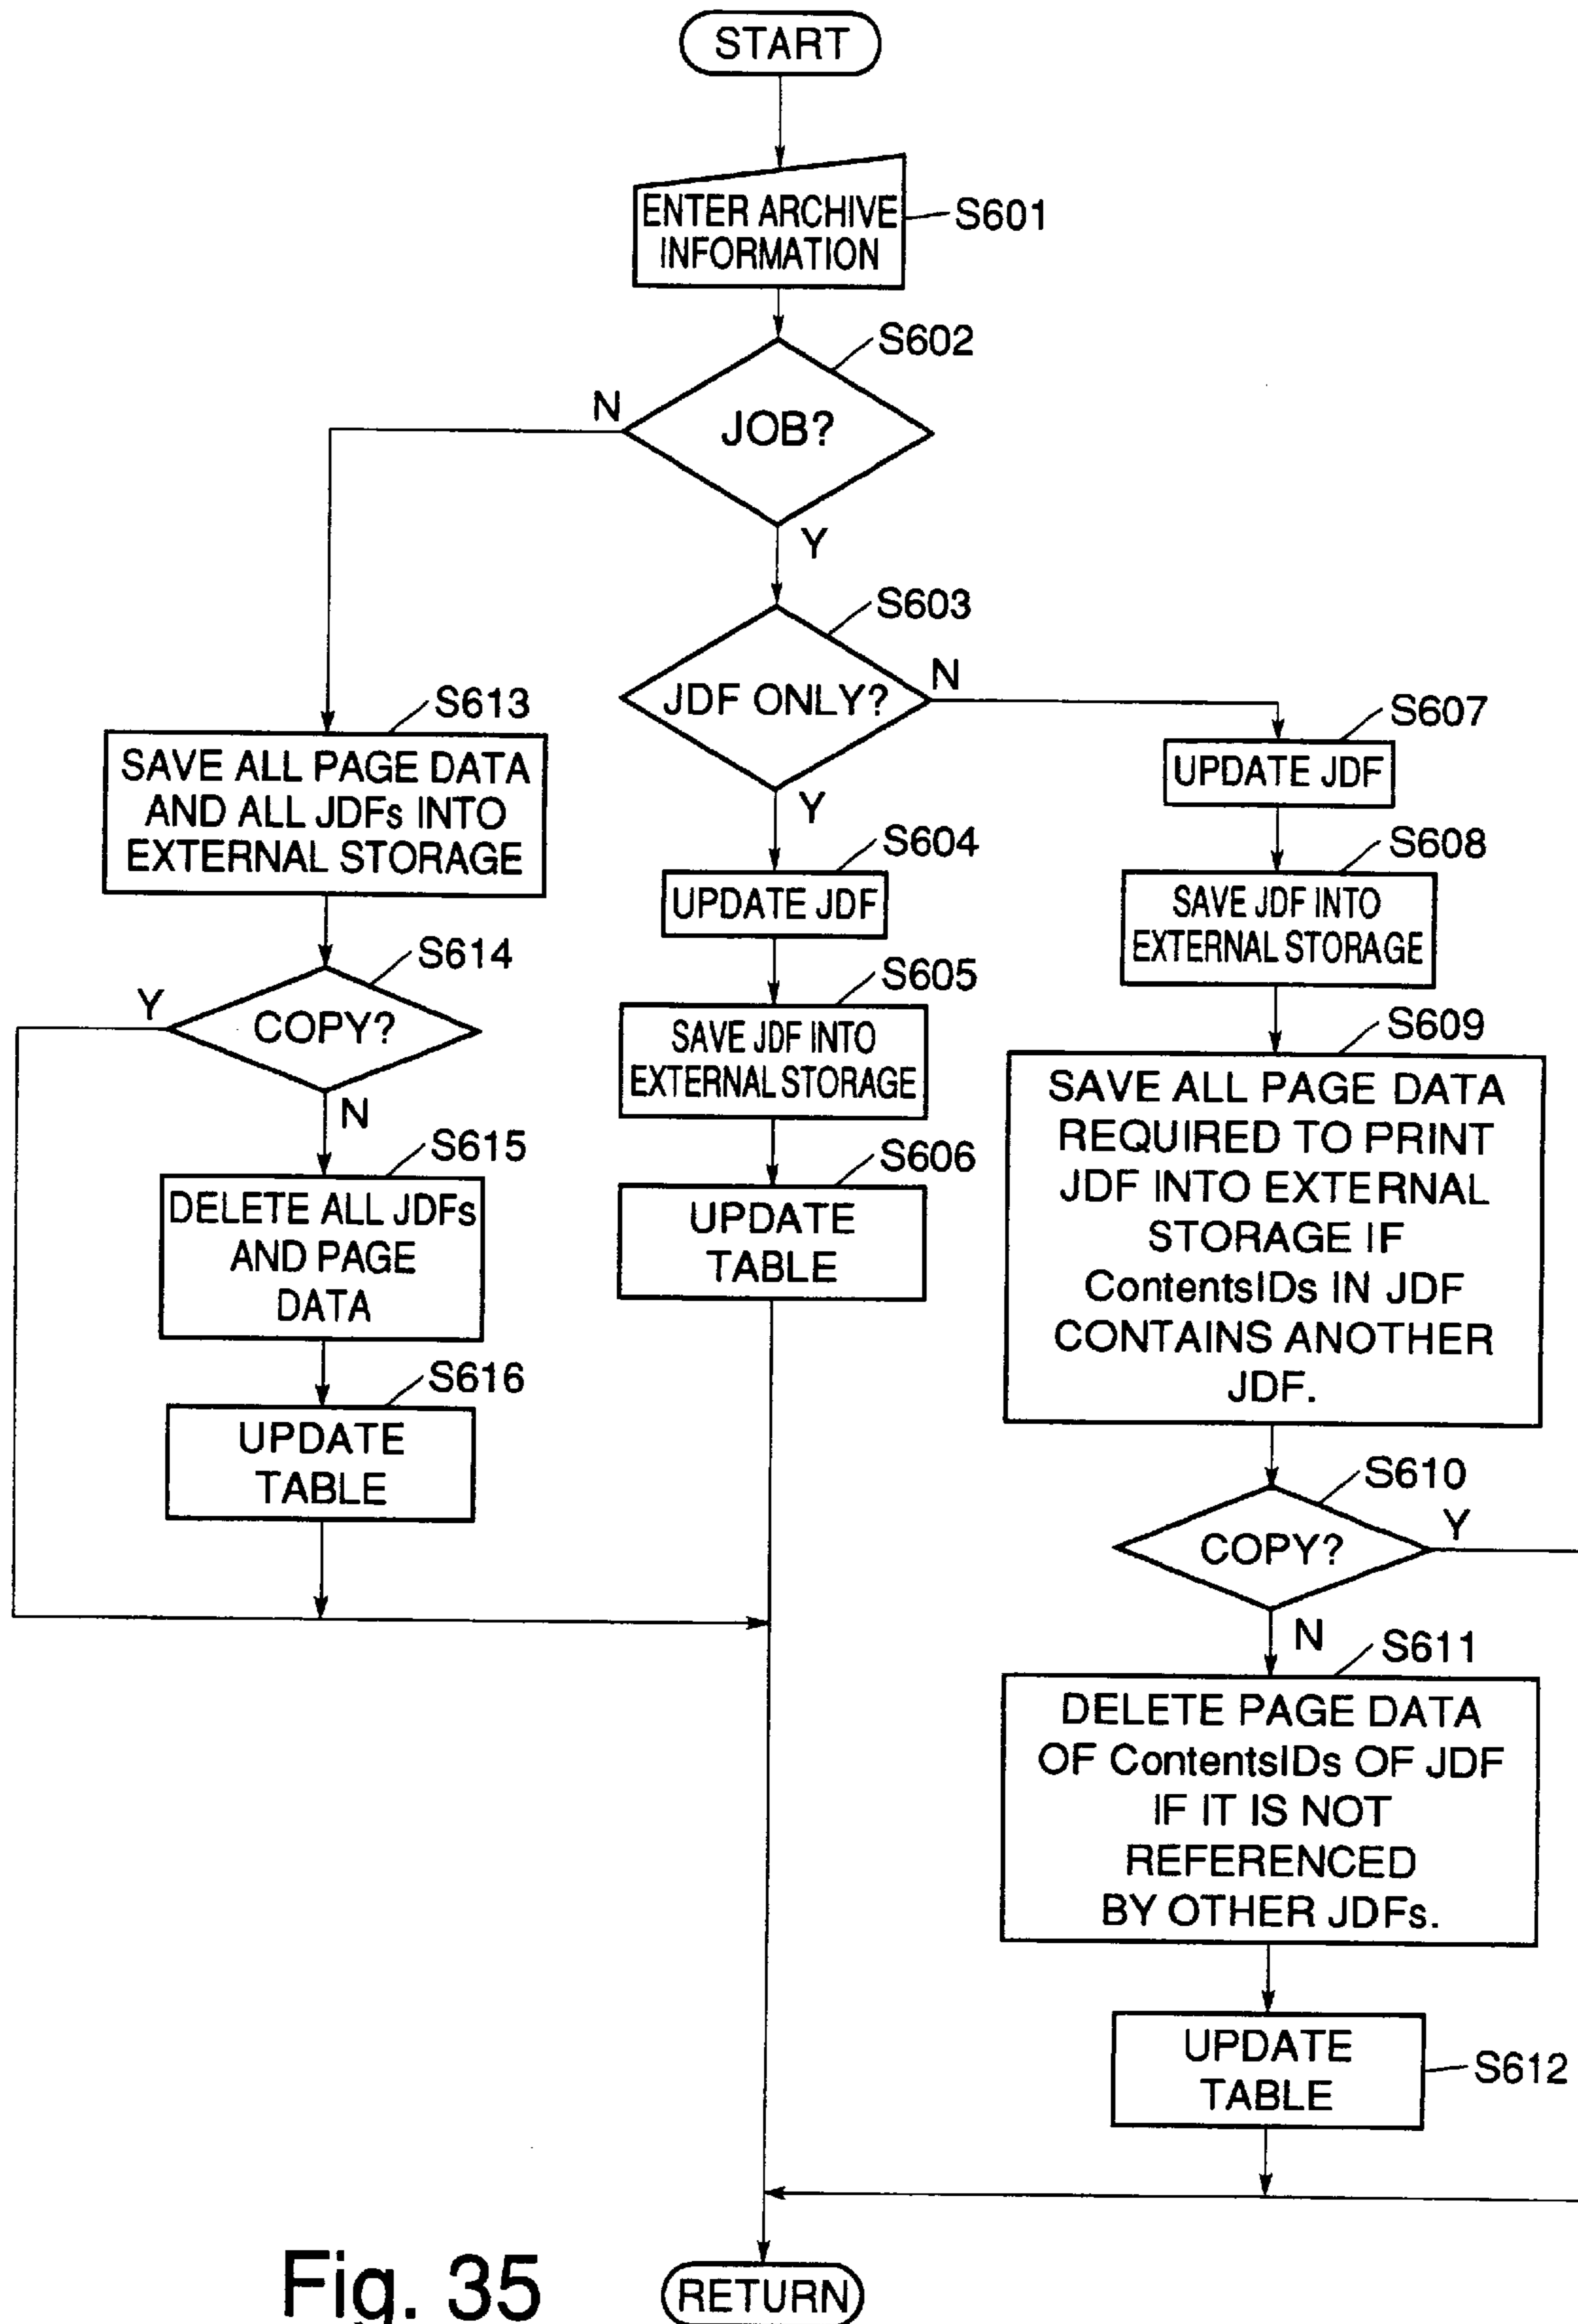 START
ENTER ARCHIVE
INFORMATION
S601
S602
JOB?
N
Y
S603
JDF ONLY?
N
Y
S613
SAVE ALL PAGE DATA
AND ALL JDFs INTO
EXTERNAL STORAGE
S614
COPY?
Y
N
S615
DELETE ALL JDFs
AND PAGE
DATA
S616
UPDATE
TABLE
S604
UPDATE JDF
S605
SAVE JDF INTO
EXTERNAL STORAGE
S606
UPDATE
TABLE
S607
UPDATE JDF
S608
SAVE JDF INTO
EXTERNAL STORAGE
S609
SAVE ALL PAGE DATA
REQUIRED TO PRINT
JDF INTO EXTERNAL
STORAGE IF
ContentsIDs IN JDF
CONTAINS ANOTHER
JDF.
S610
COPY?
Y
N
S611
DELETE PAGE DATA
OF ContentsIDs OF JDF
IF IT IS NOT
REFERENCED
BY OTHER JDFs.
UPDATE
TABLE
S612
Fig. 35
RETURN